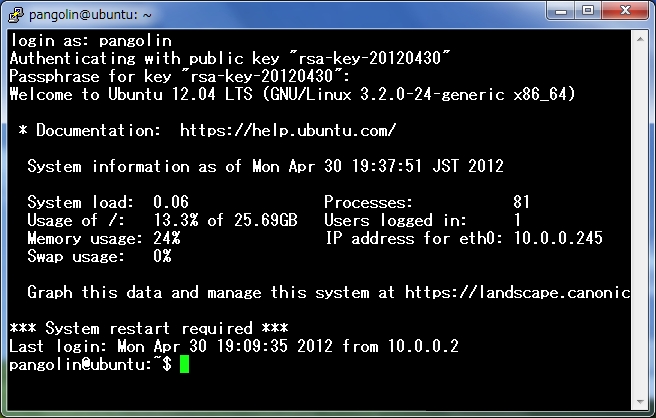 pangolin@ubuntu: ~
login as: pangolin
Authenticating with public key "rsa-key-20120430"
Passphrase for key "rsa-key-20120430":
Welcome to Ubuntu 12.04 LTS (GNU/Linux 3.2.0-24-generic x86_64)
* Documentation:  https://help.ubuntu.com/
System information as of Mon Apr 30 19:37:51 JST 2012
System load:  0.06               Processes:           81
Usage of /:   13.3% of 25.69GB   Users logged in:     1
Memory usage: 24%                IP address for eth0: 10.0.0.245
Swap usage:   0%
Graph this data and manage this system at https://landscape.canonic
*** System restart required ***
Last login: Mon Apr 30 19:09:35 2012 from 10.0.0.2
pangolin@ubuntu:~$